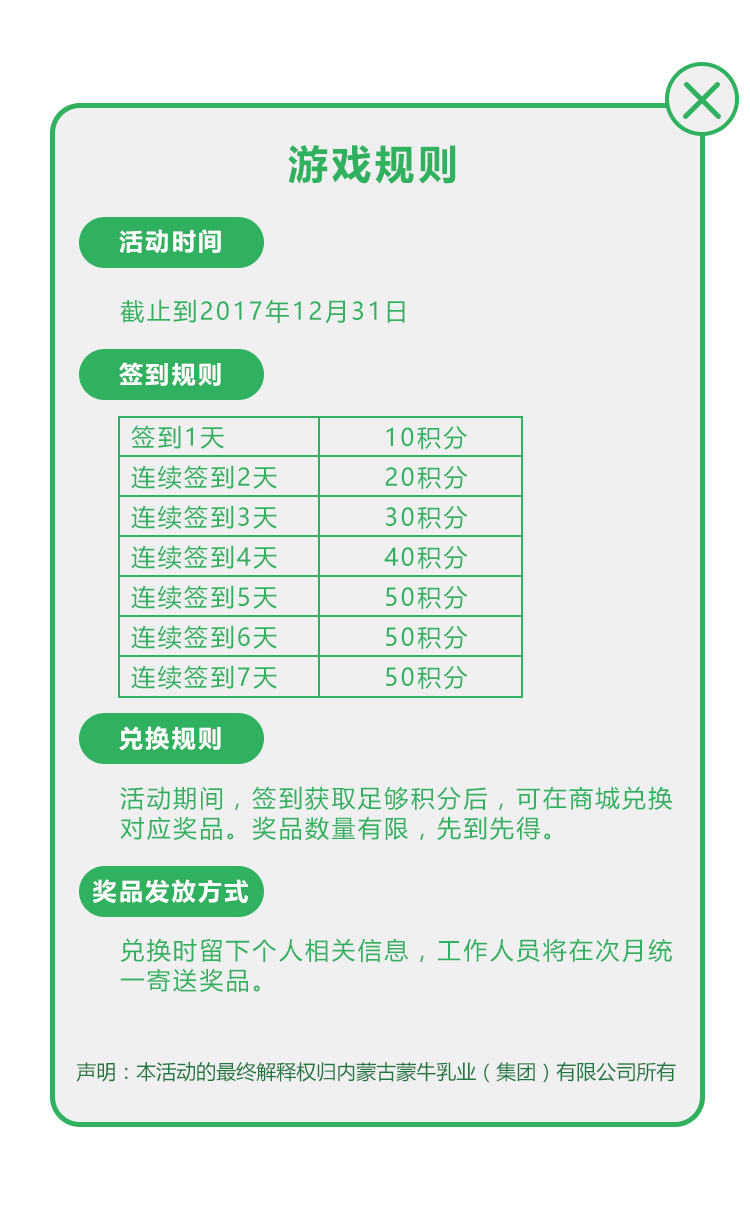 游戏规则
活动时间
截止到2017年12月31日
签到规则
签到1天 10积分
连续签到2天 20积分
连续签到3天 30积分
连续签到4天 40积分
连续签到5天 50积分
连续签到6天 50积分
连续签到7天 50积分
兑换规则
活动期间，签到获取足够积分后，可在商城兑换
对应奖品。奖品数量有限，先到先得。
奖品发放方式
兑换时留下个人相关信息，工作人员将在次月统
一寄送奖品。
声明：本活动的最终解释权归内蒙古蒙牛乳业（集团）有限公司所有